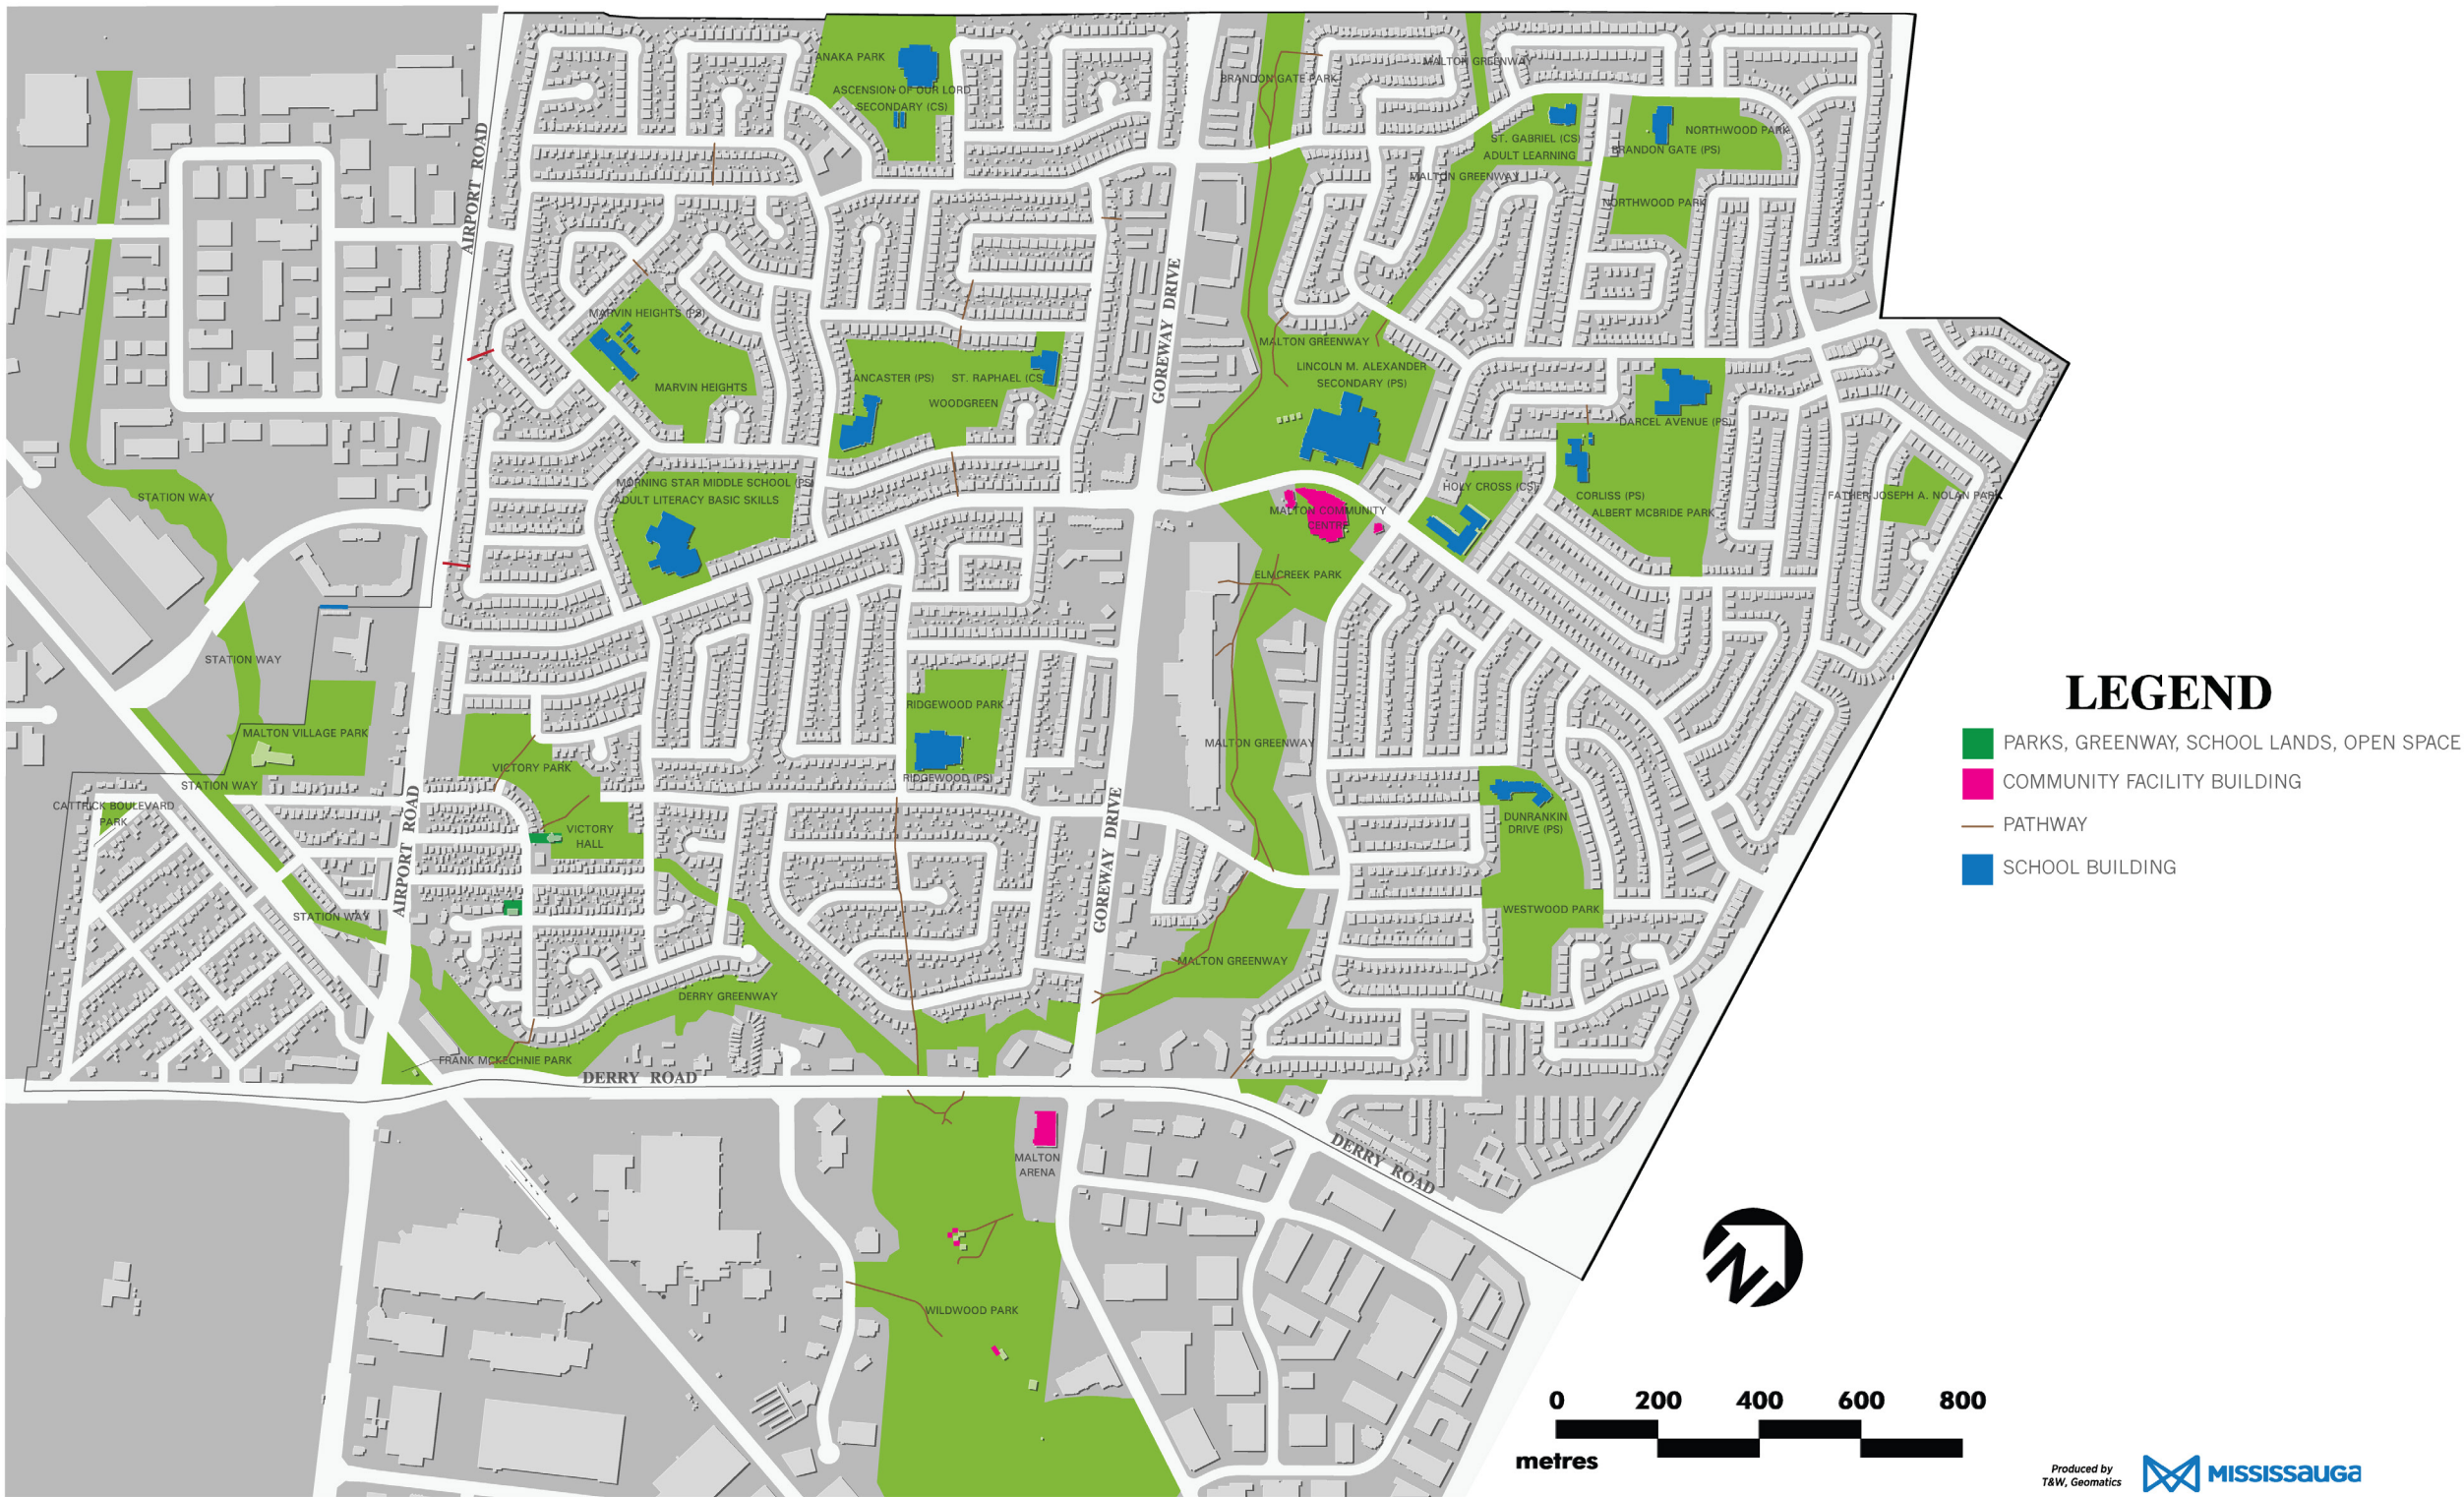 ANAKA PARK
ASCENSION OF OUR LORD
SECONDARY (CS)
BRANDON GATE PARK
MALTON GREENWAY
ST. GABRIEL (CS)
ADULT LEARNING
MALTON GREENWAY
NORTHWOOD PARK
BRANDON GATE (PS)
NORTHWOOD PARK
AIRPORT ROAD
GOREWAY DRIVE
MARVIN HEIGHTS (PS)
MARVIN HEIGHTS
LANCASTER (PS)
ST. RAPHAEL (CS)
WOODGREEN
MALTON GREENWAY
LINCOLN M. ALEXANDER
SECONDARY (PS)
DARCEL AVENUE (PS)
MORNING STAR MIDDLE SCHOOL (PS)
ADULT LITERACY BASIC SKILLS
STATION WAY
HOLY CROSS (CS)
CORLISS (PS)
ALBERT MCBRIDE PARK
FATHER JOSEPH A. NOLAN PARK
MALTON COMMUNITY
CENTRE
ELMCREEK PARK
STATION WAY
MALTON VILLAGE PARK
STATION WAY
CATTRICK BOULEVARD
PARK
AIRPORT ROAD
VICTORY PARK
VICTORY
HALL
RIDGEWOOD PARK
RIDGEWOOD (PS)
MALTON GREENWAY
GOREWAY DRIVE
DUNRANKIN
DRIVE (PS)
WESTWOOD PARK
STATION WAY
MALTON GREENWAY
DERRY GREENWAY
FRANK MCKECHNIE PARK
DERRY ROAD
MALTON
ARENA
DERRY ROAD
WILDWOOD PARK
LEGEND
PARKS, GREENWAY, SCHOOL LANDS, OPEN SPACE
COMMUNITY FACILITY BUILDING
PATHWAY
SCHOOL BUILDING
N
0 200 400 600 800
metres
Produced by
T&W, Geomatics
MISSISSAUGA